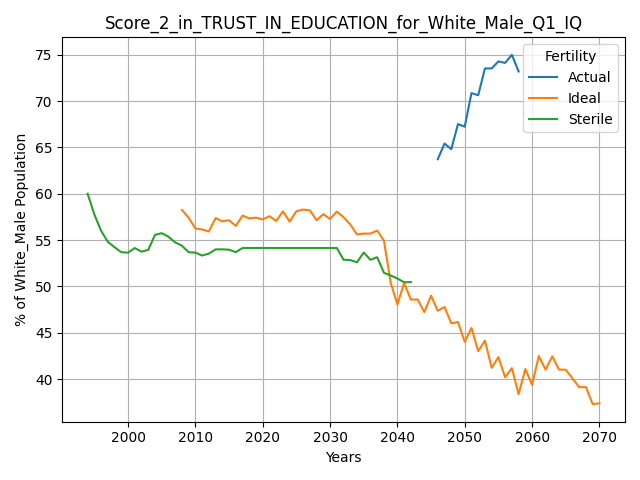 Score_2_in_TRUST_IN_EDUCATION_for_White_Male_Q1_IQ
% of White_Male Population
75
70
65
60
55
50
45
40
Fertility
Actual
Ideal
Sterile
2000
2010
2020
2030
2040
2050
2060
2070
Years